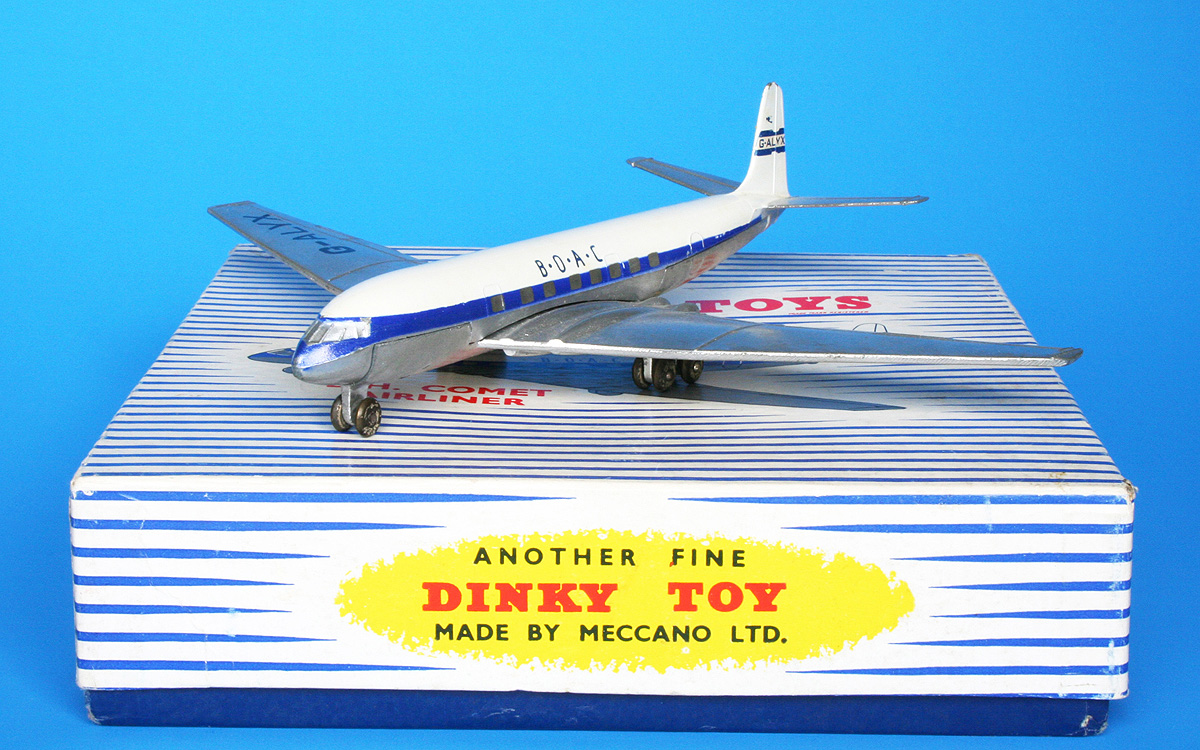 G-ALYX
G-ALYX
B·O·A·C
TOYS
COMET
AIRLINER
ANOTHER FINE
DINKY TOY
MADE BY MECCANO LTD.